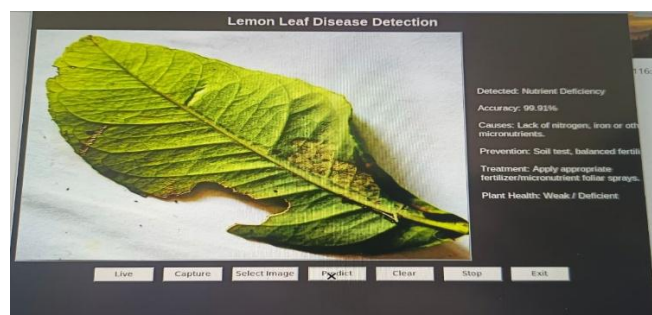 Lemon Leaf Disease Detection
116:
Detected: Nutrient Deficiency
Accuracy: 99.91%
Causes: Lack of nitrogen, iron or oth
micronutrients.
Prevention: Soil test, balanced fertili
Treatment: Apply appropriate
fertilizer/micronutrient foliar sprays.
Plant Health: Weak / Deficient
Live Capture Select Image Predict Clear Stop Exit